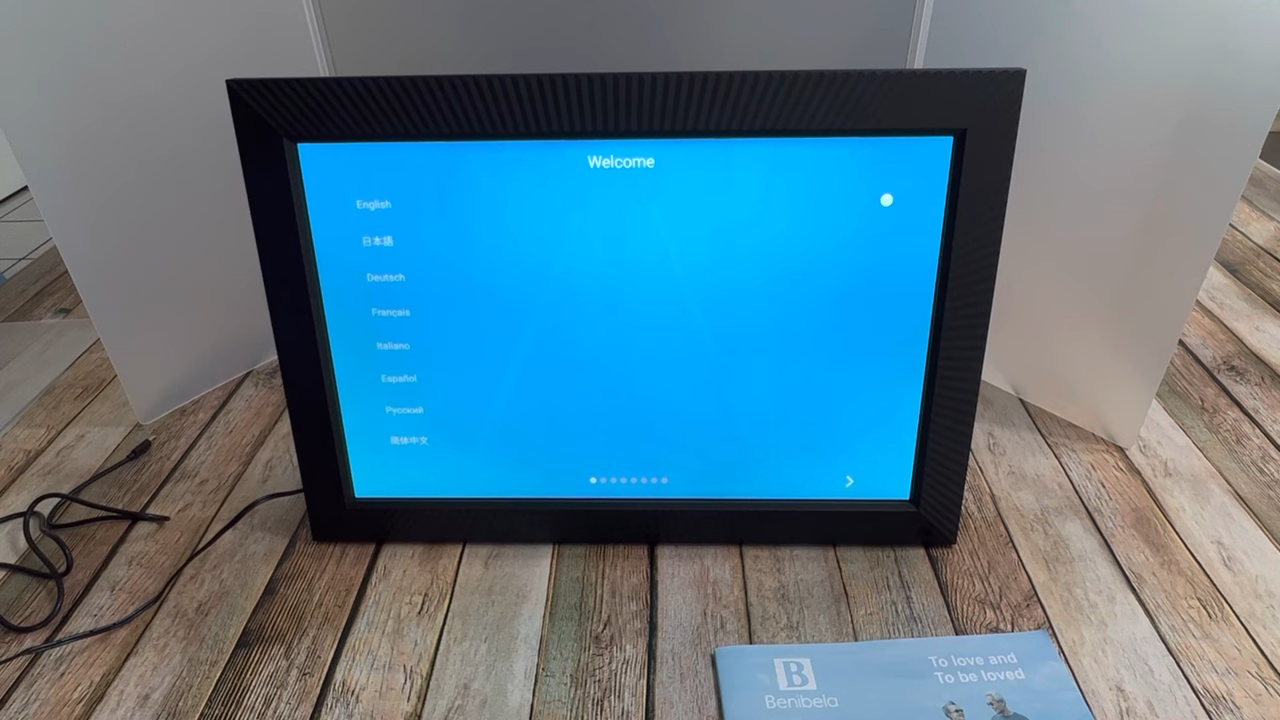 Welcome
English
日本語
Deutsch
Français
Italiano
Español
Русский
簡体中文
B
Benibela
To love and
To be loved